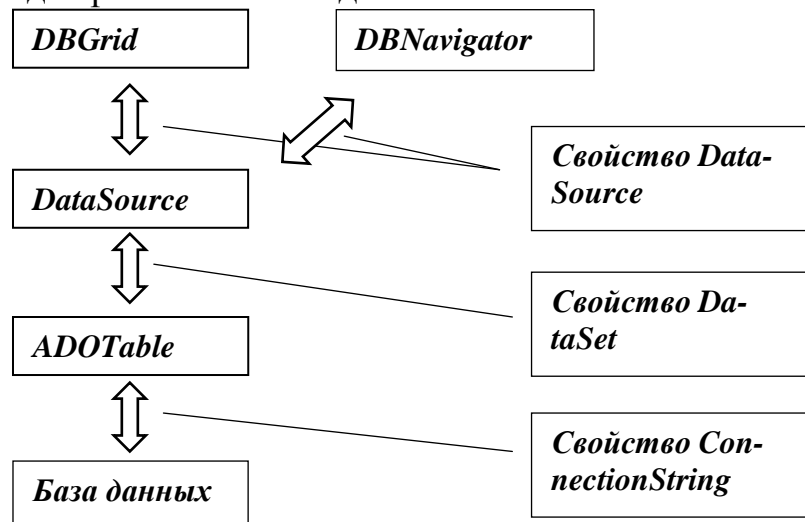 DBGrid
DBNavigator
Свойство Data-
Source
DataSource
Свойство Da-
taSet
ADOTable
Свойство Con-
nectionString
База данных